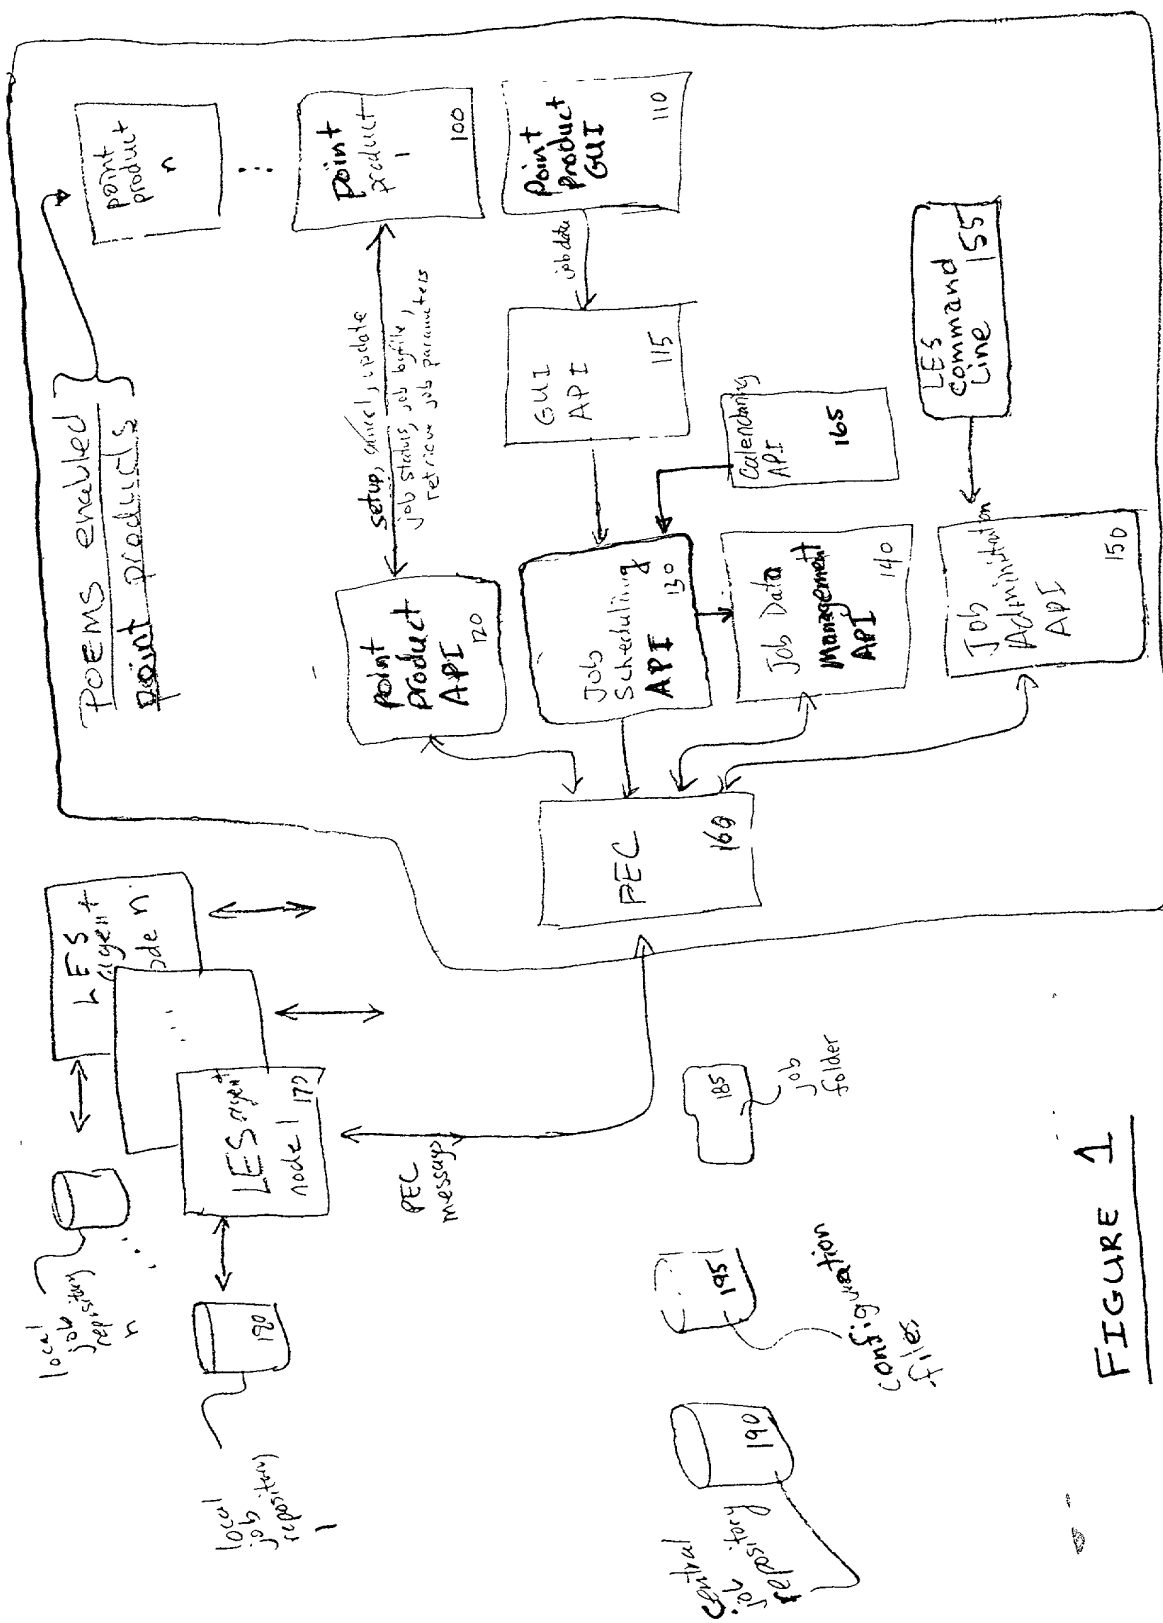 Poems enabled
point products
point
product
n
...
point
product
1
100
Point
product
GUI
110
setup, cancel, update
job status, job by file,
retrieve job parameters
job data
GUI
API
115
Calendaring
API
165
LES
Command
Line
155
point
product
API
120
Job
Scheduling
API
130
Job Data
Management
API
140
Job
Administration
API
150
PEC
160
LES
agent
node n
...
LES agent
node 1
170
PEC
messages
local
job
repository
n
...
180
local
job
repository
1
185
job
folder
195
configuration
files
190
central
job
repository
FIGURE 1